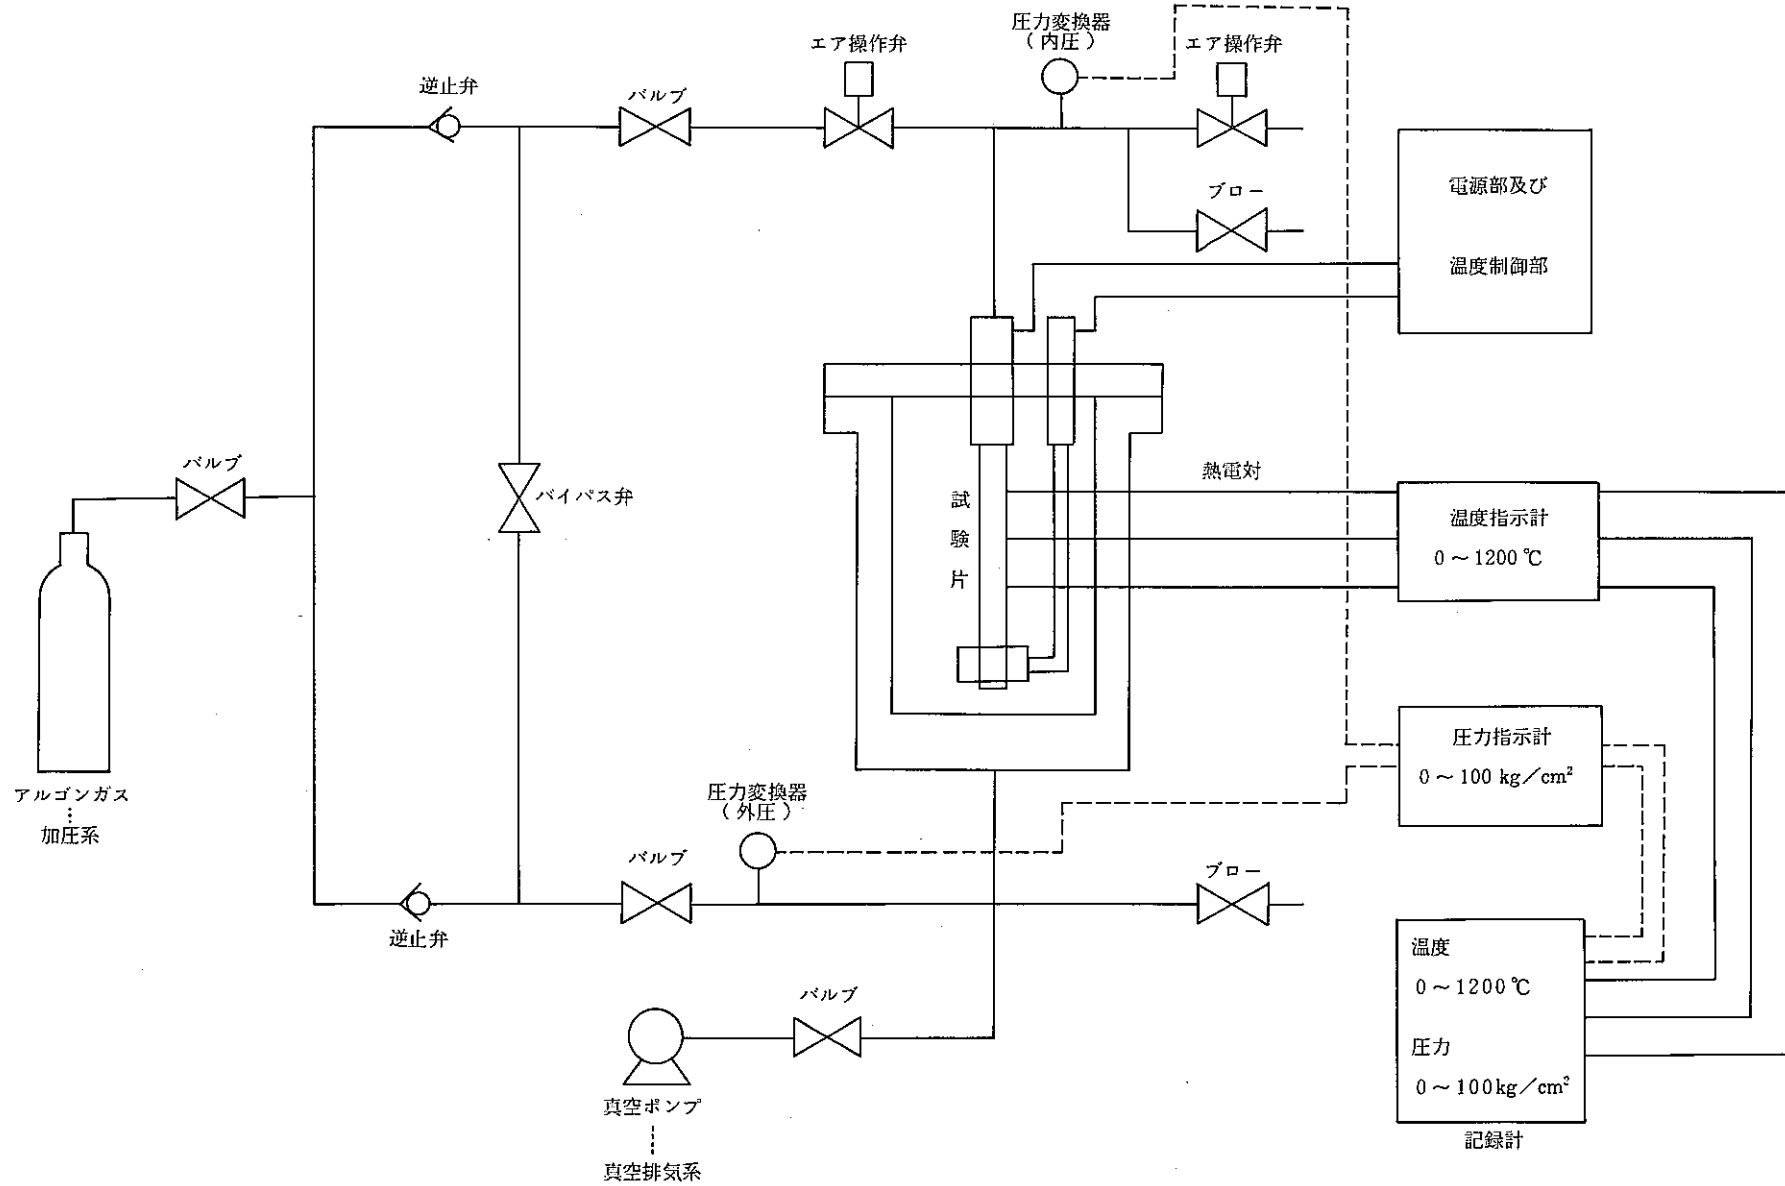 圧力変換器
（内圧）
エア操作弁
エア操作弁
逆止弁
バルブ
ブロー
電源部及び
温度制御部
バルブ
バイパス弁
試
験
片
熱電対
温度指示計
0～1200℃
圧力指示計
0～100 kg／cm²
アルゴンガス
加圧系
圧力変換器
（外圧）
バルブ
ブロー
逆止弁
温度
0～1200℃
圧力
0～100kg／cm²
記録計
バルブ
真空ポンプ
真空排気系